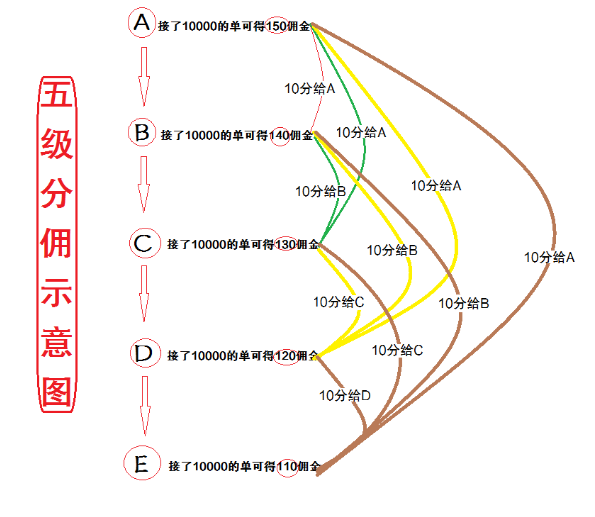 五级分佣示意图
A 接了10000的单可得150佣金
10分给A
B 接了10000的单可得140佣金
10分给A
10分给B
10分给A
C 接了10000的单可得130佣金
10分给B
10分给A
10分给C
10分给B
D 接了10000的单可得120佣金
10分给C
10分给D
E 接了10000的单可得110佣金